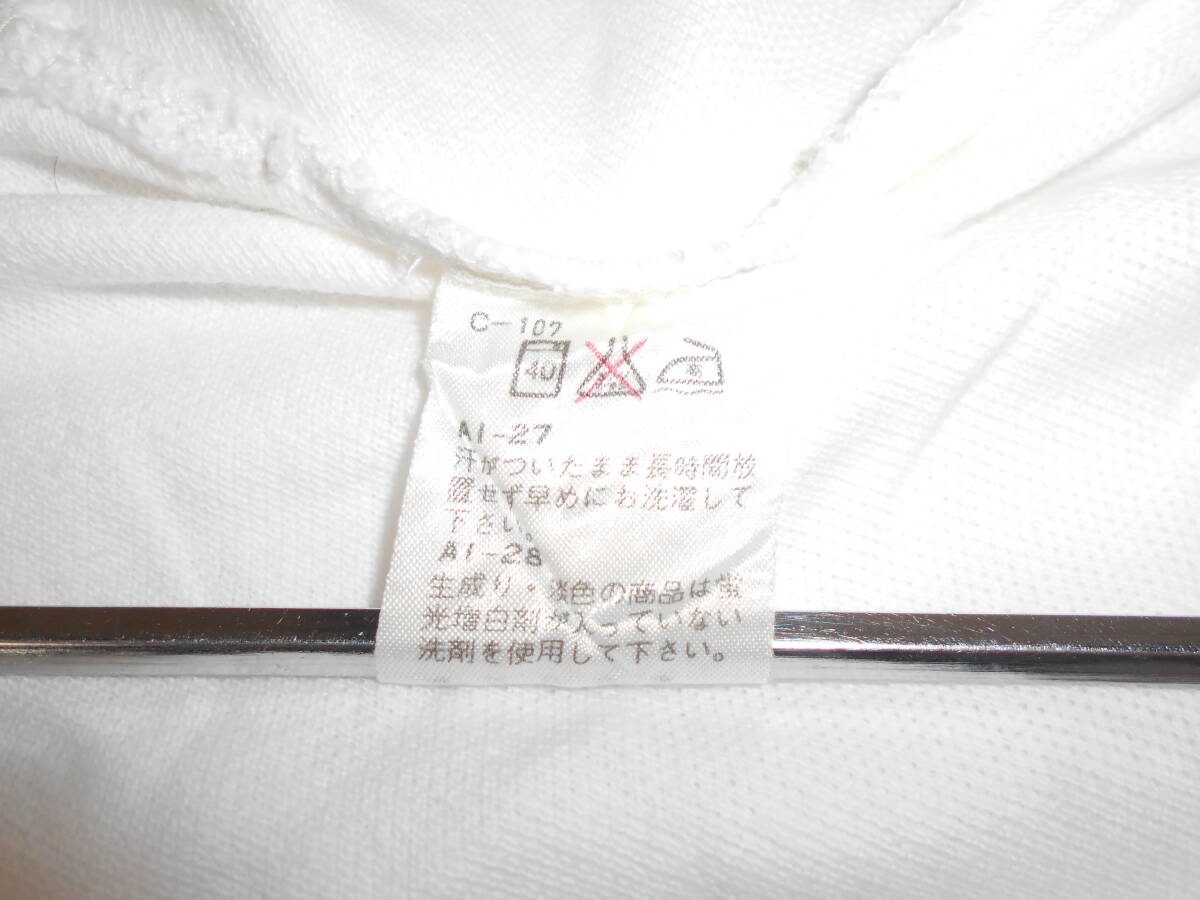 C-102
40
AI-27
汗がついたまま長時間放
置せず早めにお洗濯して
下さい。
AI-28
生成り・淡色の商品は蛍
光増白剤が入っていない
洗剤を使用して下さい。